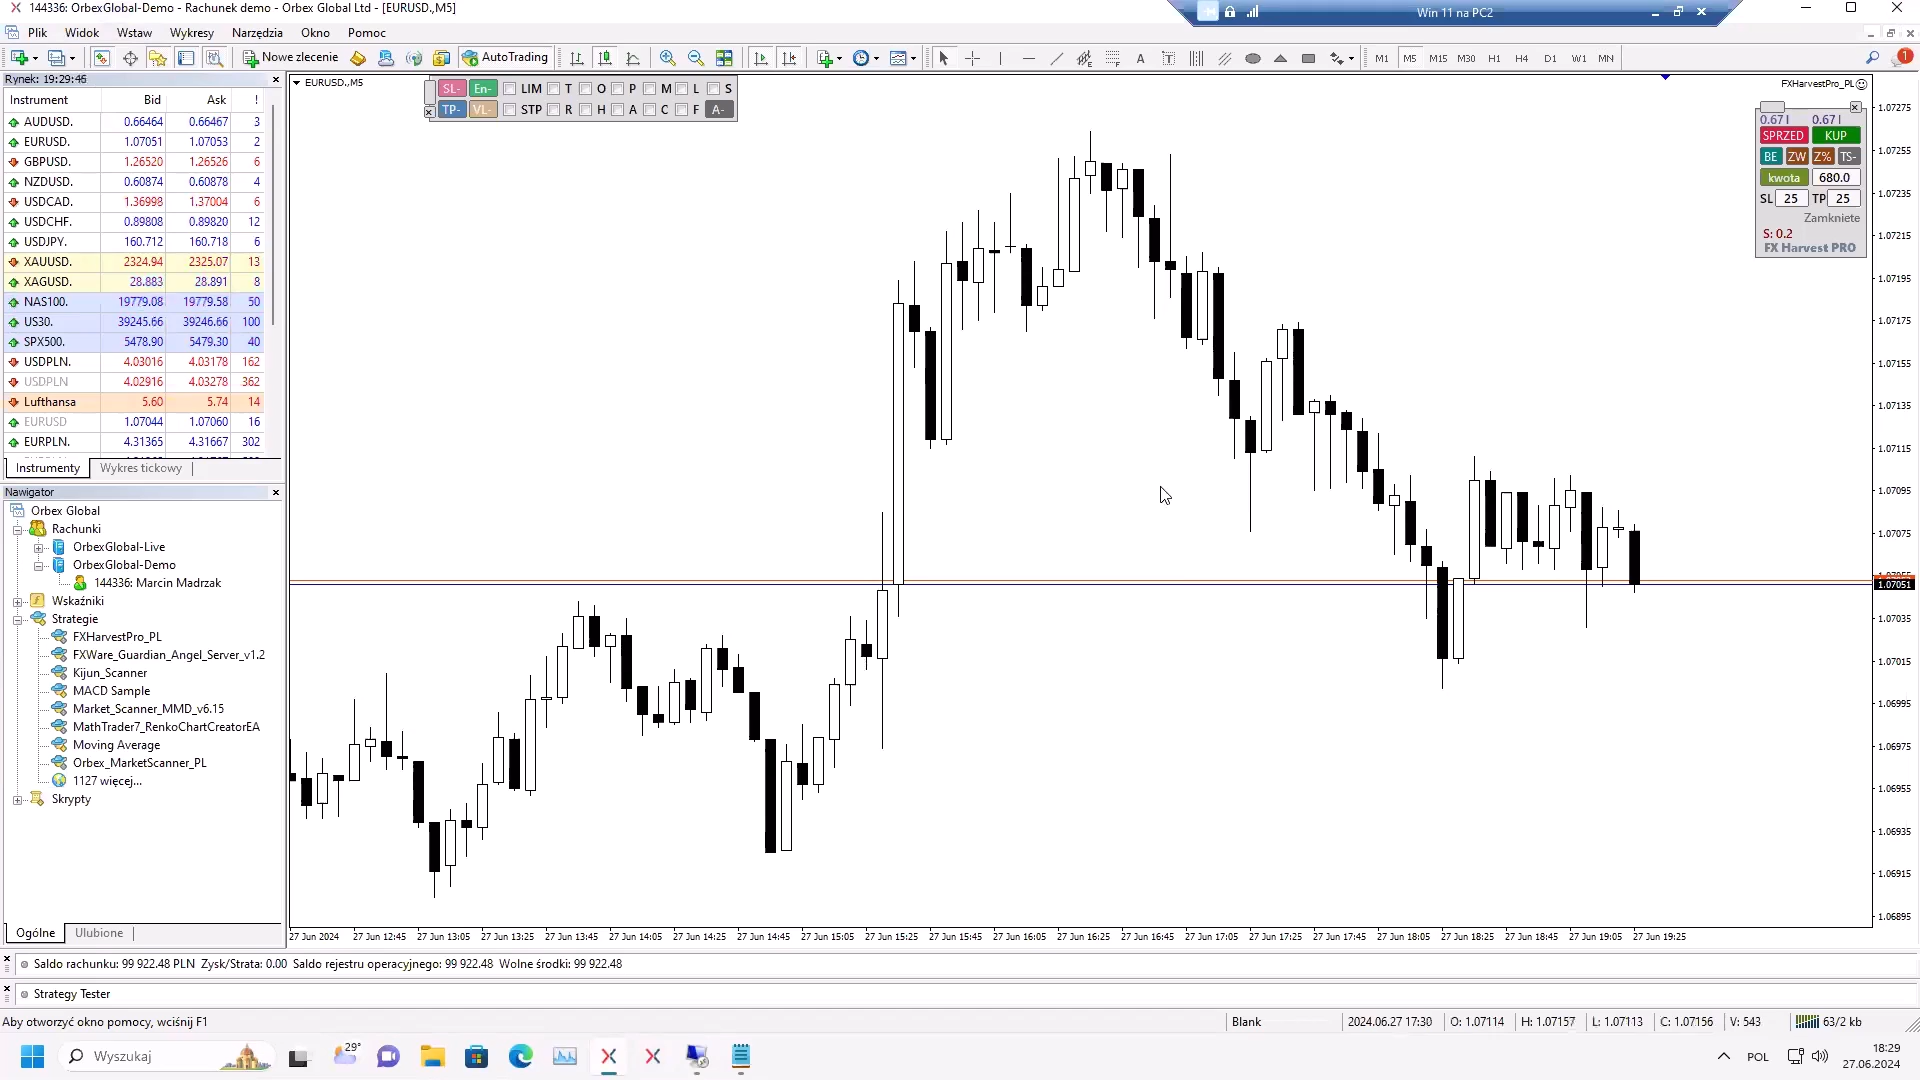 144336: OrbexGlobal-Demo - Rachunek demo - Orbex Global Ltd - [EURUSD.,M5]
Win 11 na PC2
Plik Widok Wstaw Wykresy Narzędzia Okno Pomoc
Nowe zlecenie AutoTrading A T M1 M5 M15 M30 H1 H4 D1 W1 MN 1
Rynek: 19:29:46
Instrument Bid Ask !
AUDUSD. 0.66464 0.66467 3
EURUSD. 1.07051 1.07053 2
GBPUSD. 1.26520 1.26526 6
NZDUSD. 0.60874 0.60878 4
USDCAD. 1.36998 1.37004 6
USDCHF. 0.89808 0.89820 12
USDJPY. 160.712 160.718 6
XAUUSD. 2324.94 2325.07 13
XAGUSD. 28.883 28.891 8
NAS100. 19779.08 19779.58 50
US30. 39245.66 39246.66 100
SPX500. 5478.90 5479.30 40
USDPLN. 4.03016 4.03178 162
USDPLN 4.02916 4.03278 362
Lufthansa 5.60 5.74 14
EURUSD 1.07044 1.07060 16
EURPLN. 4.31365 4.31667 302
Instrumenty Wykres tickowy
Nawigator
Orbex Global
Rachunki
OrbexGlobal-Live
OrbexGlobal-Demo
144336: Marcin Madrzak
Wskaźniki
Strategie
FXHarvestPro_PL
FXWare_Guardian_Angel_Server_v1.2
Kijun_Scanner
MACD Sample
Market_Scanner_MMD_v6.15
MathTrader7_RenkoChartCreatorEA
Moving Average
Orbex_MarketScanner_PL
1127 więcej...
Skrypty
Ogólne Ulubione
EURUSD.,M5
SL- En- LIM T O P M L S
TP- VL- STP R H A C F A-
FXHarvestPro_PL
0.67 l 0.67 l
SPRZED KUP
BE ZW Z% TS-
kwota 680.0
SL 25 TP 25
Zamkniete
S: 0.2
FX Harvest PRO
1.07275
1.07255
1.07235
1.07215
1.07195
1.07175
1.07155
1.07135
1.07115
1.07095
1.07075
1.07051
1.07035
1.07015
1.06995
1.06975
1.06955
1.06935
1.06915
1.06895
27 Jun 2024 27 Jun 12:45 27 Jun 13:05 27 Jun 13:25 27 Jun 13:45 27 Jun 14:05 27 Jun 14:25 27 Jun 14:45 27 Jun 15:05 27 Jun 15:25 27 Jun 15:45 27 Jun 16:05 27 Jun 16:25 27 Jun 16:45 27 Jun 17:05 27 Jun 17:25 27 Jun 17:45 27 Jun 18:05 27 Jun 18:25 27 Jun 18:45 27 Jun 19:05 27 Jun 19:25
Saldo rachunku: 99 922.48 PLN Zysk/Strata: 0.00 Saldo rejestru operacyjnego: 99 922.48 Wolne środki: 99 922.48
Strategy Tester
Aby otworzyć okno pomocy, wciśnij F1 Blank 2024.06.27 17:30 O: 1.07114 H: 1.07157 L: 1.07113 C: 1.07156 V: 543 63/2 kb
Wyszukaj 29° POL 18:29
27.06.2024